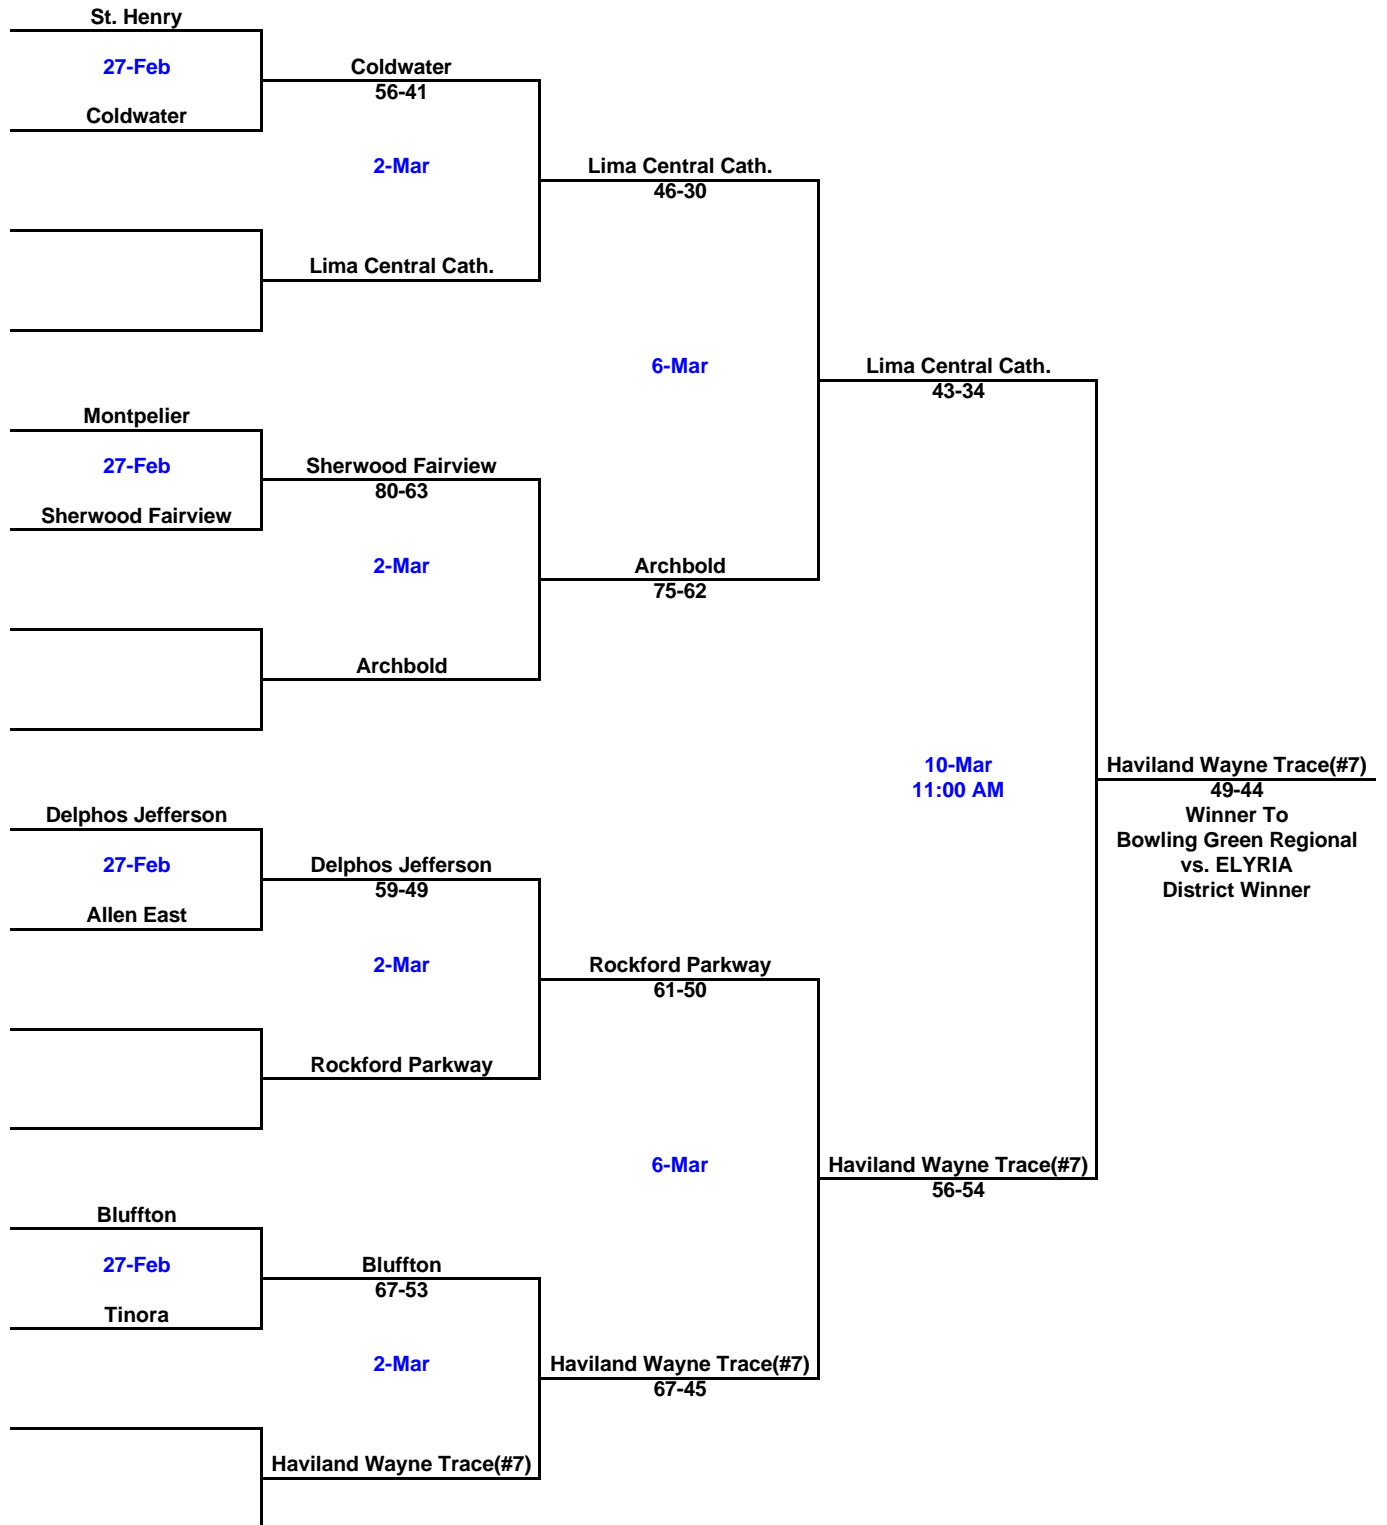 St. Henry
27-Feb
Coldwater
Coldwater
56-41
2-Mar
Lima Central Cath.
46-30
Lima Central Cath.
6-Mar
Lima Central Cath.
43-34
Montpelier
27-Feb
Sherwood Fairview
Sherwood Fairview
80-63
2-Mar
Archbold
75-62
Archbold
10-Mar
11:00 AM
Haviland Wayne Trace(#7)
49-44
Winner To
Bowling Green Regional
vs. ELYRIA
District Winner
Delphos Jefferson
27-Feb
Allen East
Delphos Jefferson
59-49
2-Mar
Rockford Parkway
61-50
Rockford Parkway
6-Mar
Haviland Wayne Trace(#7)
56-54
Bluffton
27-Feb
Tinora
Bluffton
67-53
2-Mar
Haviland Wayne Trace(#7)
67-45
Haviland Wayne Trace(#7)